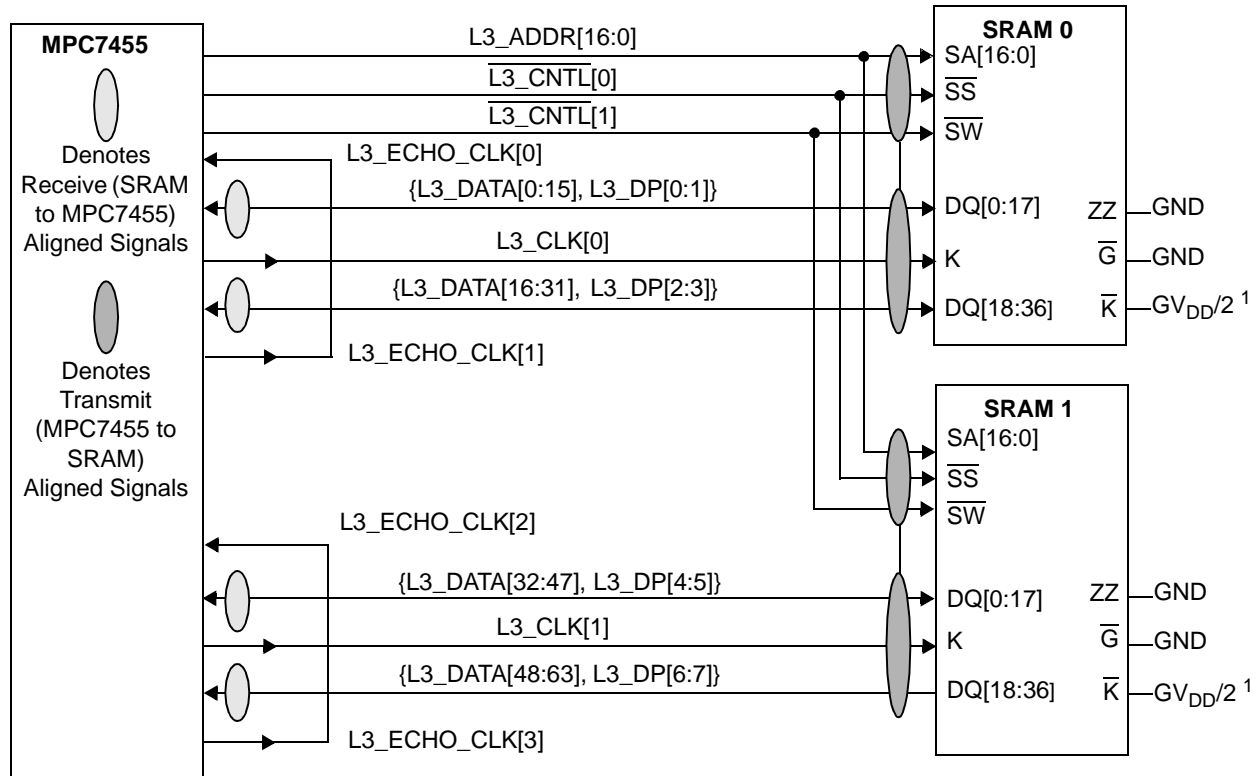 MPC7455
Denotes
Receive (SRAM
to MPC7455)
Aligned Signals
Denotes
Transmit
(MPC7455 to
SRAM)
Aligned Signals
L3_ADDR[16:0]
L3_CNTL[0]
L3_CNTL[1]
L3_ECHO_CLK[0]
{L3_DATA[0:15], L3_DP[0:1]}
L3_CLK[0]
{L3_DATA[16:31], L3_DP[2:3]}
L3_ECHO_CLK[1]
SRAM 0
SA[16:0]
SS
SW
DQ[0:17] ZZ GND
K G GND
DQ[18:36] K GVDD/2 1
L3_ECHO_CLK[2]
{L3_DATA[32:47], L3_DP[4:5]}
L3_CLK[1]
{L3_DATA[48:63], L3_DP[6:7]}
L3_ECHO_CLK[3]
SRAM 1
SA[16:0]
SS
SW
DQ[0:17] ZZ GND
K G GND
DQ[18:36] K GVDD/2 1